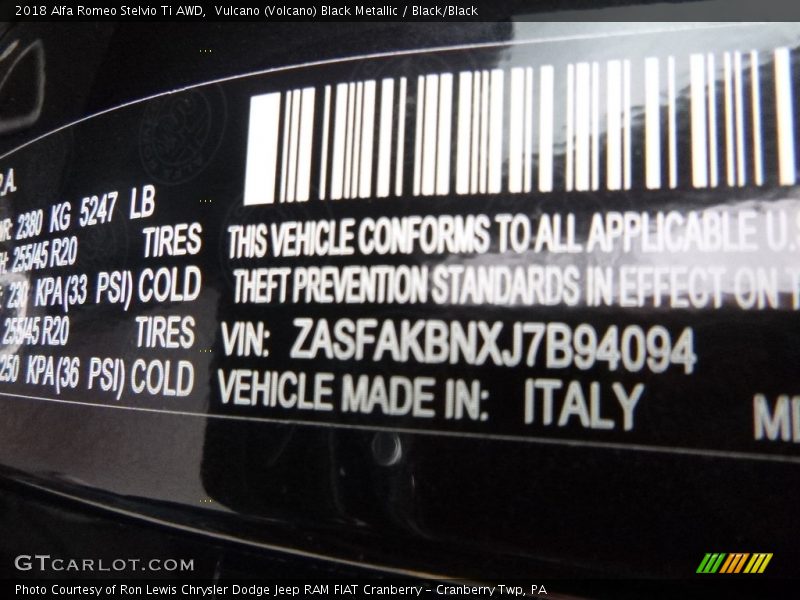 2018 Alfa Romeo Stelvio Ti AWD, Vulcano (Volcano) Black Metallic / Black/Black
P.A.
2380 KG 5247 LB
255/45 R20 TIRES
230 KPA(33 PSI) COLD
255/45 R20 TIRES
250 KPA(36 PSI) COLD
THIS VEHICLE CONFORMS TO ALL APPLICABLE U.S
THEFT PREVENTION STANDARDS IN EFFECT ON T
VIN: ZASFAKBNXJ7B94094
VEHICLE MADE IN: ITALY
GTCARLOT.COM
Photo Courtesy of Ron Lewis Chrysler Dodge Jeep RAM FIAT Cranberry – Cranberry Twp, PA